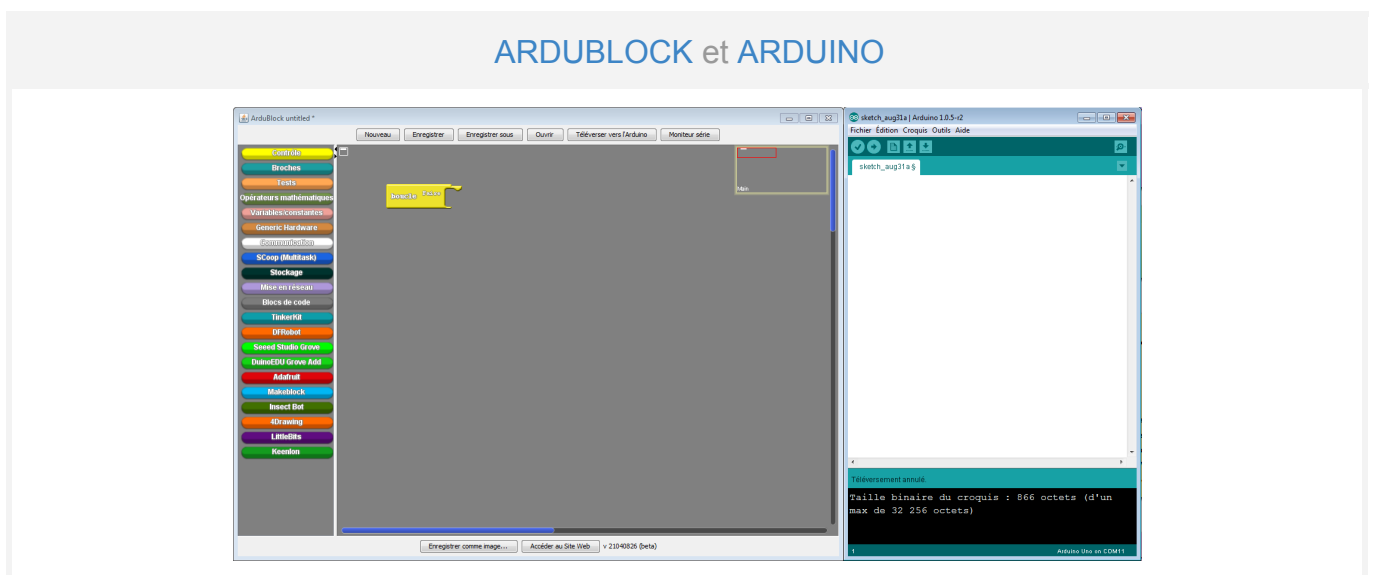 ARDUBLOCK et ARDUINO
ArduBlock untitled *
Nouveau Enregistrer Enregistrer sous Ouvrir Téléverser vers l'Arduino Moniteur série
Contrôle
Broches
Tests
Opérateurs mathématiques
Variables/constantes
Generic Hardware
Communication
SCoop (Multitask)
Stockage
Mise en réseau
Blocs de code
TinkerKit
DFRobot
Seeed Studio Grove
DuinoEDU Grove Add
Adafruit
Makeblock
Insect Bot
4Drawing
LittleBits
Keenlon
boucle Faire
Main
Enregistrer comme image... Accéder au Site Web v 21040826 (beta)
sketch_aug31a | Arduino 1.0.5-r2
Fichier Édition Croquis Outils Aide
sketch_aug31a §
Téléversement annulé.
Taille binaire du croquis : 866 octets (d'un
max de 32 256 octets)
1 Arduino Uno on COM11